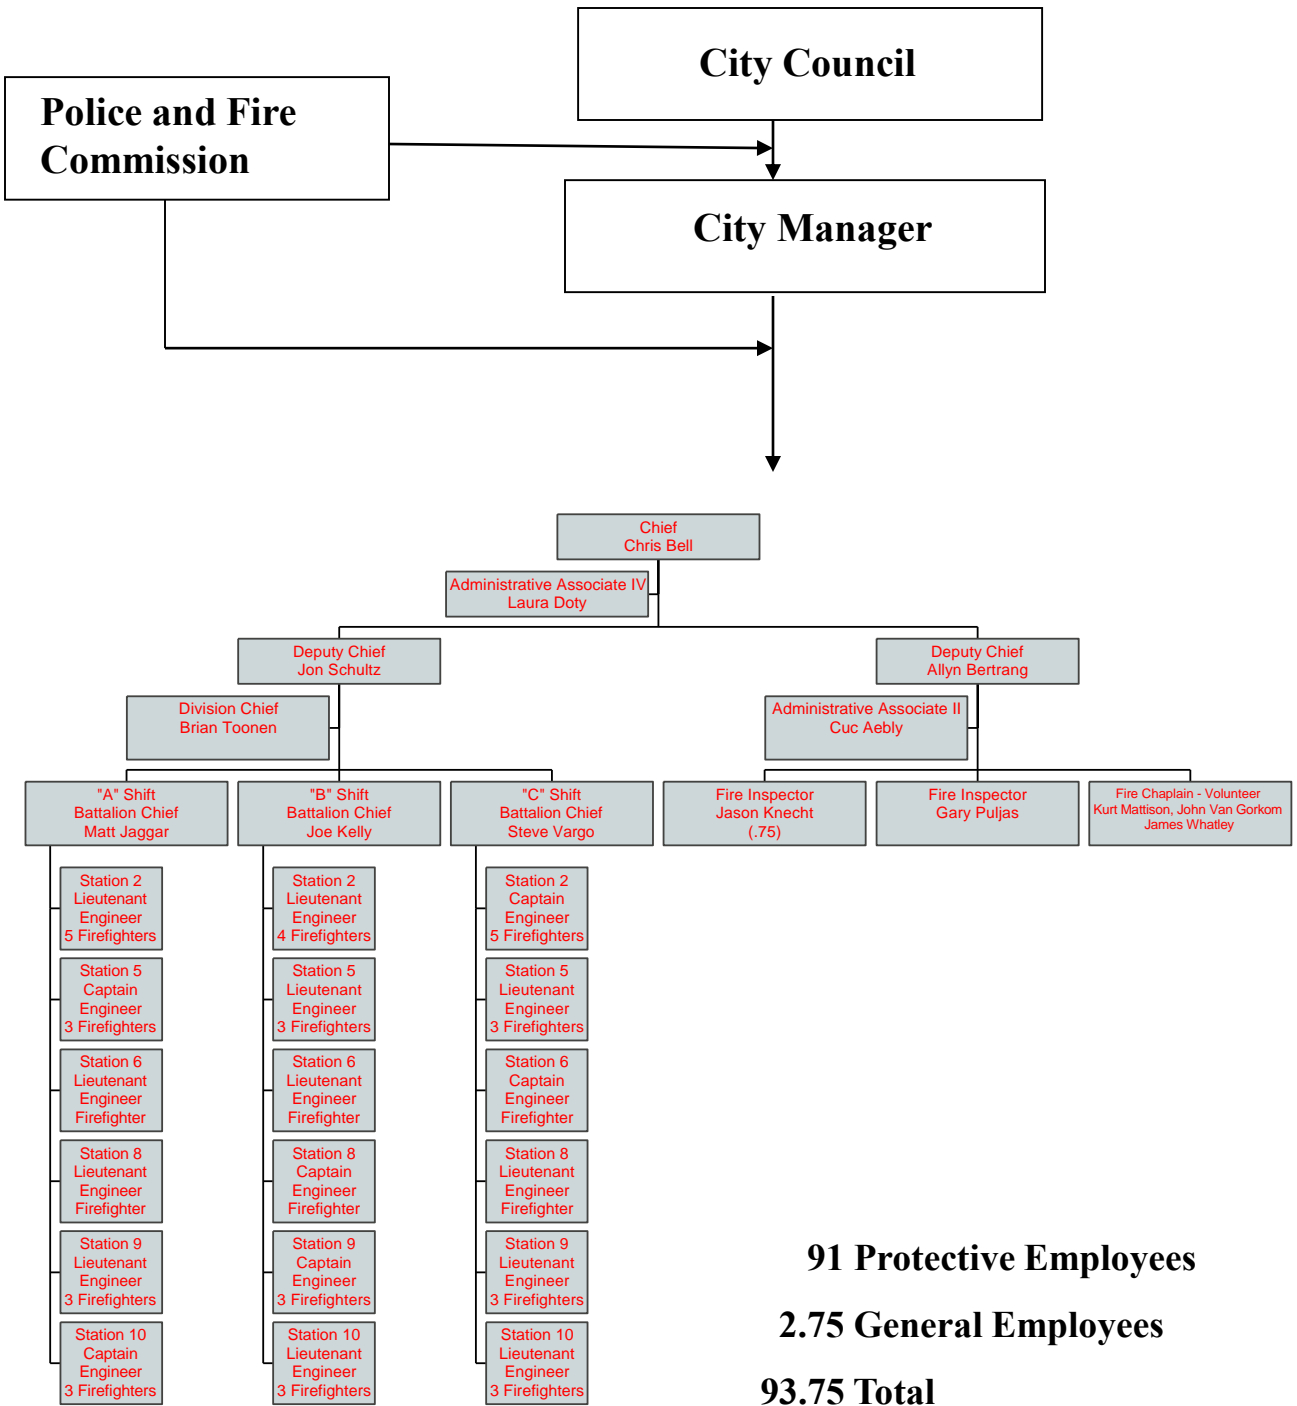 City Council
Police and Fire
Commission
City Manager
Chief
Chris Bell
Administrative Associate IV
Laura Doty
Deputy Chief
Jon Schultz
Deputy Chief
Allyn Bertrang
Division Chief
Brian Toonen
Administrative Associate II
Cuc Aebly
"A" Shift
Battalion Chief
Matt Jaggar
"B" Shift
Battalion Chief
Joe Kelly
"C" Shift
Battalion Chief
Steve Vargo
Fire Inspector
Jason Knecht
(.75)
Fire Inspector
Gary Puljas
Fire Chaplain - Volunteer
Kurt Mattison, John Van Gorkom
James Whatley
Station 2
Lieutenant
Engineer
5 Firefighters
Station 5
Captain
Engineer
3 Firefighters
Station 6
Lieutenant
Engineer
Firefighter
Station 8
Lieutenant
Engineer
Firefighter
Station 9
Lieutenant
Engineer
3 Firefighters
Station 10
Captain
Engineer
3 Firefighters
Station 2
Lieutenant
Engineer
4 Firefighters
Station 5
Lieutenant
Engineer
3 Firefighters
Station 6
Lieutenant
Engineer
Firefighter
Station 8
Captain
Engineer
Firefighter
Station 9
Captain
Engineer
3 Firefighters
Station 10
Lieutenant
Engineer
3 Firefighters
Station 2
Captain
Engineer
5 Firefighters
Station 5
Lieutenant
Engineer
3 Firefighters
Station 6
Captain
Engineer
Firefighter
Station 8
Lieutenant
Engineer
Firefighter
Station 9
Lieutenant
Engineer
3 Firefighters
Station 10
Lieutenant
Engineer
3 Firefighters
91 Protective Employees
2.75 General Employees
93.75 Total